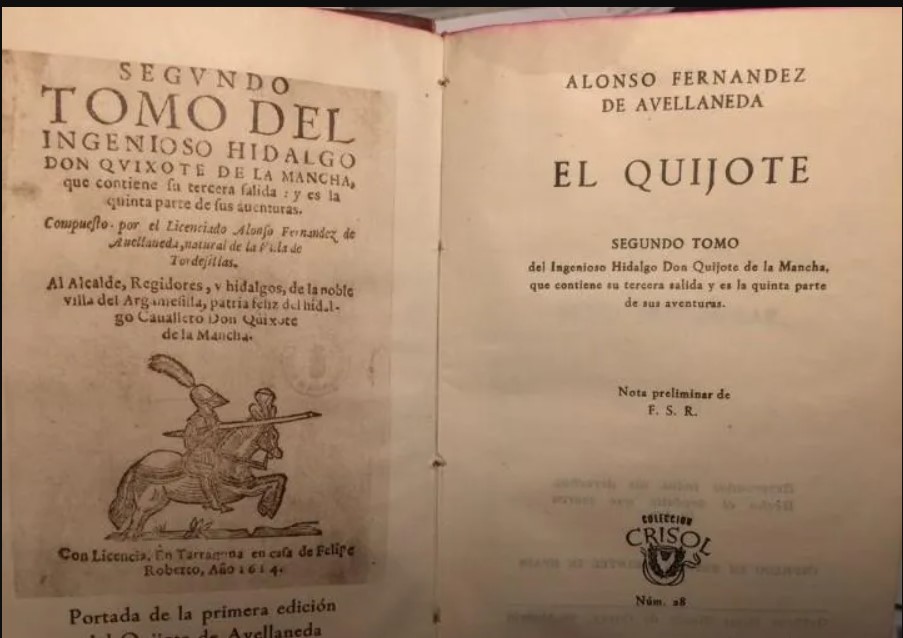 SEGVNDO
TOMO DEL
INGENIOSO HIDALGO
DON QVIXOTE DE LA MANCHA,
que contiene ſu tercera ſalida : y es la
quinta parte de sus auenturas.
Compueſto por el Licenciado Alonſo Fernandez de
Auellaneda, natural de la Villa de
Tordeſillas.
Al Alcalde, Regidores, y hidalgos, de la noble
villa del Argameſilla, patria feliz del hidal-
go Cauallero Don Quixote
de la Mancha.
Con Licencia, En Tarragona en caſa de Felipe
Roberto, Año 1614.
Portada de la primera edición
del Quijote de Avellaneda
ALONSO FERNANDEZ
DE AVELLANEDA
EL QUIJOTE
SEGUNDO TOMO
del Ingenioso Hidalgo Don Quijote de la Mancha,
que contiene su tercera salida y es la quinta parte
de sus aventuras.
Nota preliminar de
F. S. R.
COLECCION
CRISOL
Núm. 28